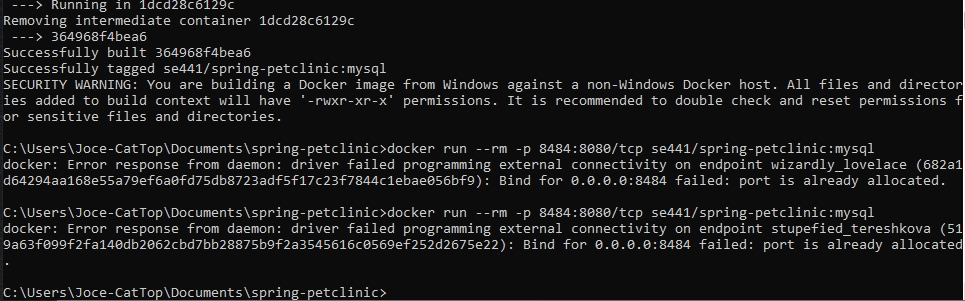 ---> Running in 1dcd28c6129c
Removing intermediate container 1dcd28c6129c
 ---> 364968f4bea6
Successfully built 364968f4bea6
Successfully tagged se441/spring-petclinic:mysql
SECURITY WARNING: You are building a Docker image from Windows against a non-Windows Docker host. All files and director
ies added to build context will have '-rwxr-xr-x' permissions. It is recommended to double check and reset permissions f
or sensitive files and directories.
C:\Users\Joce-CatTop\Documents\spring-petclinic>docker run --rm -p 8484:8080/tcp se441/spring-petclinic:mysql
docker: Error response from daemon: driver failed programming external connectivity on endpoint wizardly_lovelace (682a1
d64294aa168e55a79ef6a0fd75db8723adf5f17c23f7844c1ebae056bf9): Bind for 0.0.0.0:8484 failed: port is already allocated.
C:\Users\Joce-CatTop\Documents\spring-petclinic>docker run --rm -p 8484:8080/tcp se441/spring-petclinic:mysql
docker: Error response from daemon: driver failed programming external connectivity on endpoint stupefied_tereshkova (51
9a63f099f2fa140db2062cbd7bb28875b9f2a3545616c0569ef252d2675e22): Bind for 0.0.0.0:8484 failed: port is already allocated
.
C:\Users\Joce-CatTop\Documents\spring-petclinic>